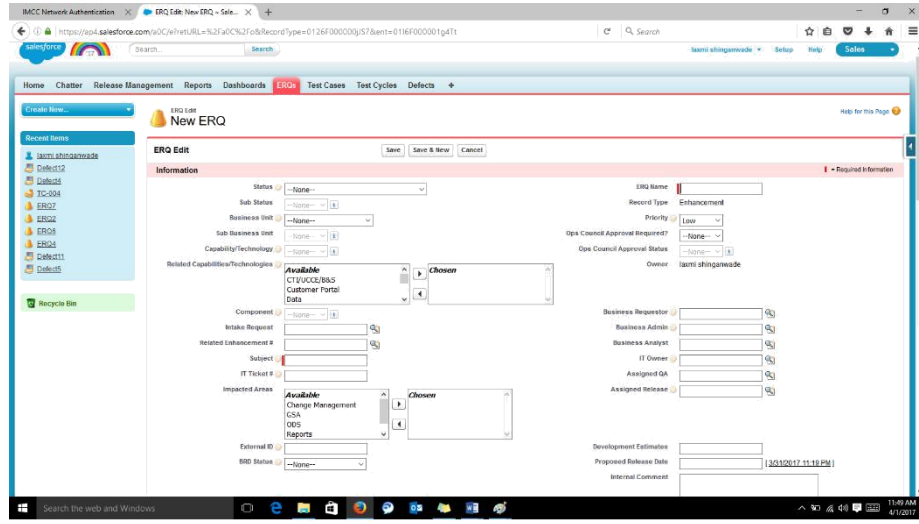 IMCC Network Authentication
ERQ Edit: New ERQ ~ Sale...
https://ap4.salesforce.com/a0C/e?retURL=%2Fa0C%2Fo&RecordType=0126F000000jJS7&ent=01I6F000001g4Tt
Search
salesforce
Search...
Search
laxmi shinganwade Setup Help Sales
Home Chatter Release Management Reports Dashboards ERQs Test Cases Test Cycles Defects +
Create New...
ERQ Edit
New ERQ
Help for this Page
Recent Items
laxmi shinganwade
Defect12
Defect4
TC-004
ERQ7
ERQ2
ERQ6
ERQ4
Defect11
Defect5
Recycle Bin
ERQ Edit Save Save & New Cancel
Information = Required Information
Status --None-- ERQ Name
Sub Status --None-- Record Type Enhancement
Business Unit --None-- Priority Low
Sub Business Unit --None-- Ops Council Approval Required? --None--
Capability/Technology --None-- Ops Council Approval Status --None--
Related Capabilities/Technologies Available Chosen Owner laxmi shinganwade
CTI/UCCE/B&S
Customer Portal
Data
Component --None-- Business Requestor
Intake Request Business Admin
Related Enhancement # Business Analyst
Subject IT Owner
IT Ticket # Assigned QA
Impacted Areas Available Chosen Assigned Release
Change Management
GSA
ODS
Reports
External ID Development Estimates
BRD Status --None-- Proposed Release Date [ 3/31/2017 11:19 PM ]
Internal Comment
Search the web and Windows
11:49 AM
4/1/2017